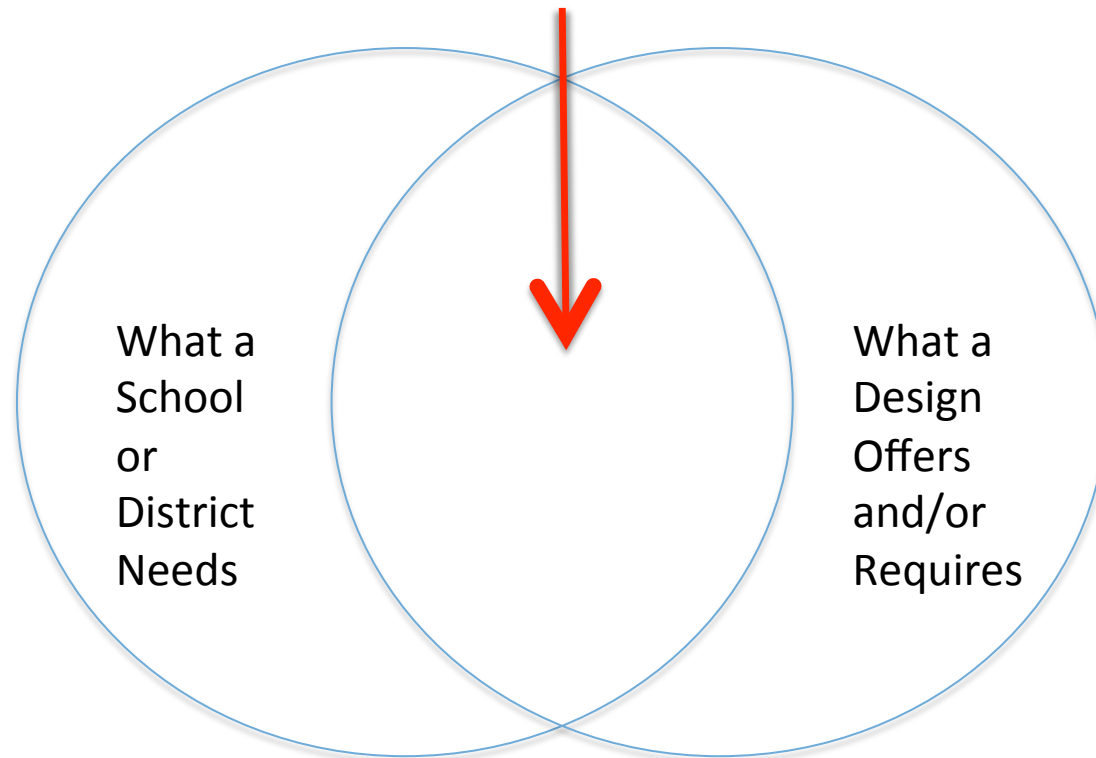 What a
School
or
District
Needs
What a
Design
Offers
and/or
Requires